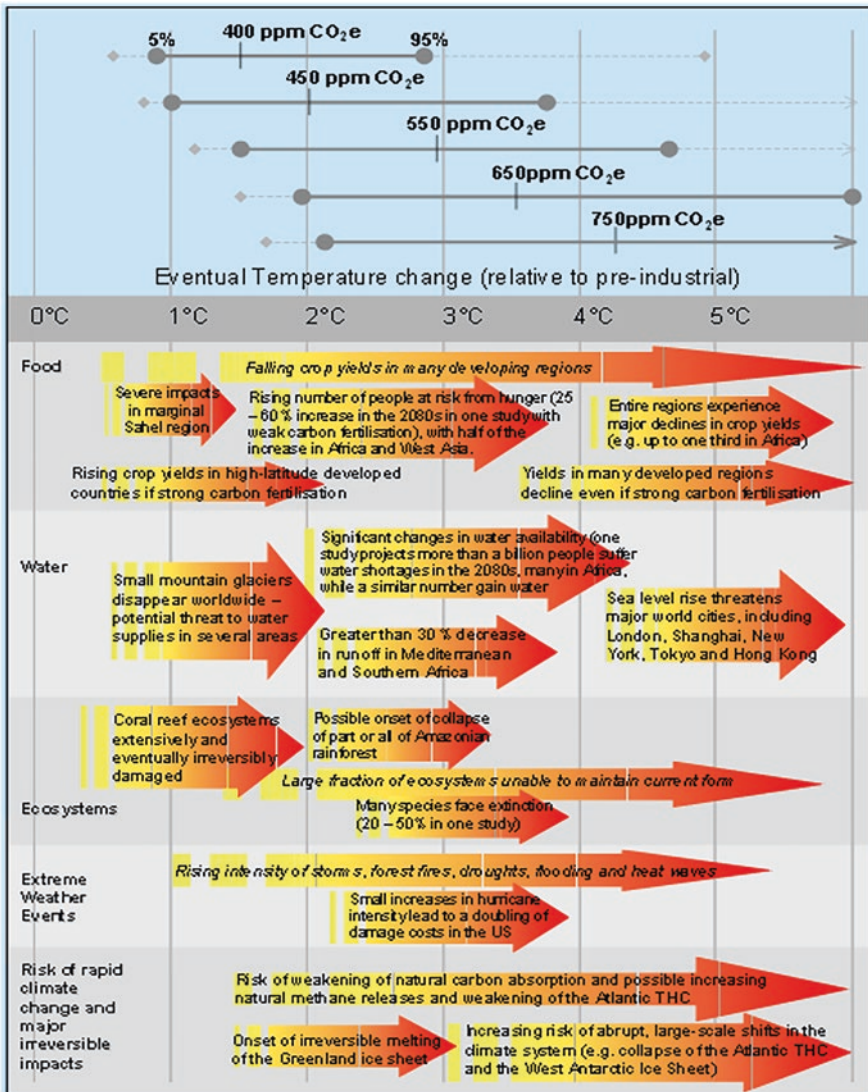 5% 400 ppm CO₂e 95%
450 ppm CO₂e
550 ppm CO₂e
650ppm CO₂e
750ppm CO₂e
Eventual Temperature change (relative to pre-industrial)
0°C 1°C 2°C 3°C 4°C 5°C
Food
Falling crop yields in many developing regions
Severe impacts
in marginal
Sahel region
Rising number of people at risk from hunger (25
– 60% increase in the 2080s in one study with
weak carbon fertilisation), with half of the
increase in Africa and West Asia.
Entire regions experience
major declines in crop yields
(e.g. up to one third in Africa)
Rising crop yields in high-latitude developed
countries if strong carbon fertilisation
Yields in many developed regions
decline even if strong carbon fertilisation
Water
Small mountain glaciers
disappear worldwide –
potential threat to water
supplies in several areas
Significant changes in water availability (one
study projects more than a billion people suffer
water shortages in the 2080s, many in Africa,
while a similar number gain water
Greater than 30% decrease
in runoff in Mediterranean
and Southern Africa
Sea level rise threatens
major world cities, including
London, Shanghai, New
York, Tokyo and Hong Kong
Ecosystems
Coral reef ecosystems
extensively and
eventually irreversibly
damaged
Possible onset of collapse
of part or all of Amazonian
rainforest
Large fraction of ecosystems unable to maintain current form
Many species face extinction
(20 – 50% in one study)
Extreme
Weather
Events
Rising intensity of storms, forest fires, droughts, flooding and heat waves
Small increases in hurricane
intensity lead to a doubling of
damage costs in the US
Risk of rapid
climate
change and
major
irreversible
impacts
Risk of weakening of natural carbon absorption and possible increasing
natural methane releases and weakening of the Atlantic THC
Onset of irreversible melting
of the Greenland ice sheet
Increasing risk of abrupt, large-scale shifts in the
climate system (e.g. collapse of the Atlantic THC
and the West Antarctic Ice Sheet)